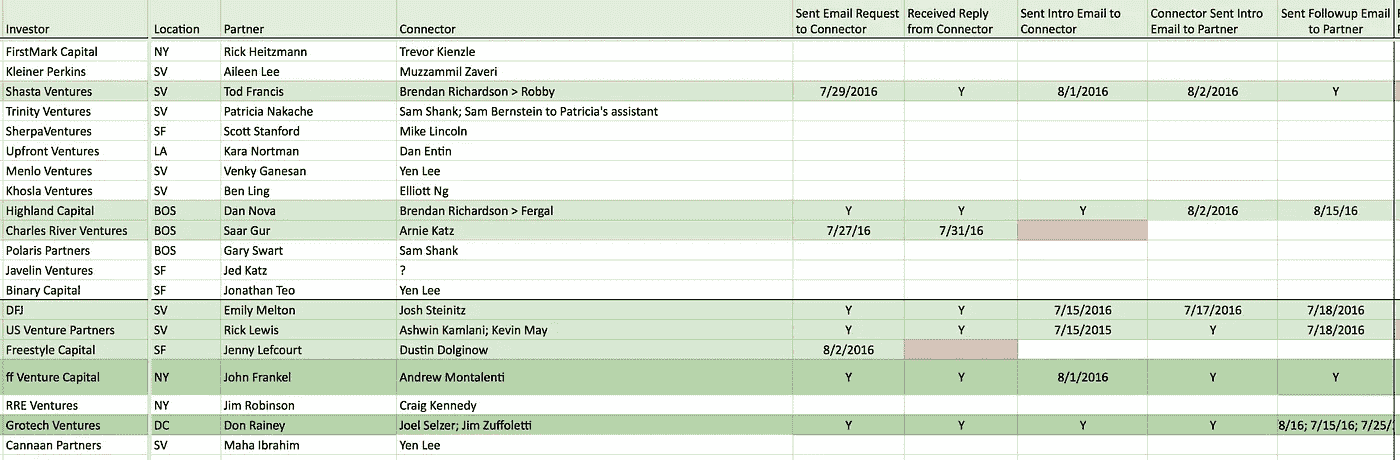 Investor Location Partner Connector Sent Email Request to Connector Received Reply from Connector Sent Intro Email to Connector Connector Sent Intro Email to Partner Sent Followup Email to Partner
FirstMark Capital NY Rick Heitzmann Trevor Kienzle
Kleiner Perkins SV Aileen Lee Muzzammil Zaveri
Shasta Ventures SV Tod Francis Brendan Richardson > Robby 7/29/2016 Y 8/1/2016 8/2/2016 Y
Trinity Ventures SV Patricia Nakache Sam Shank; Sam Bernstein to Patricia's assistant
SherpaVentures SF Scott Stanford Mike Lincoln
Upfront Ventures LA Kara Nortman Dan Entin
Menlo Ventures SV Venky Ganesan Yen Lee
Khosla Ventures SV Ben Ling Elliott Ng
Highland Capital BOS Dan Nova Brendan Richardson > Fergal Y Y Y 8/2/2016 8/15/16
Charles River Ventures BOS Saar Gur Arnie Katz 7/27/16 7/31/16
Polaris Partners BOS Gary Swart Sam Shank
Javelin Ventures SF Jed Katz ?
Binary Capital SF Jonathan Teo Yen Lee
DFJ SV Emily Melton Josh Steinitz Y Y 7/15/2016 7/17/2016 7/18/2016
US Venture Partners SV Rick Lewis Ashwin Kamlani; Kevin May Y Y 7/15/2015 Y 7/18/2016
Freestyle Capital SF Jenny Lefcourt Dustin Dolginow 8/2/2016
ff Venture Capital NY John Frankel Andrew Montalenti Y Y 8/1/2016 Y Y
RRE Ventures NY Jim Robinson Craig Kennedy
Grotech Ventures DC Don Rainey Joel Selzer; Jim Zuffoletti Y Y Y Y 8/16; 7/15/16; 7/25/
Cannaan Partners SV Maha Ibrahim Yen Lee